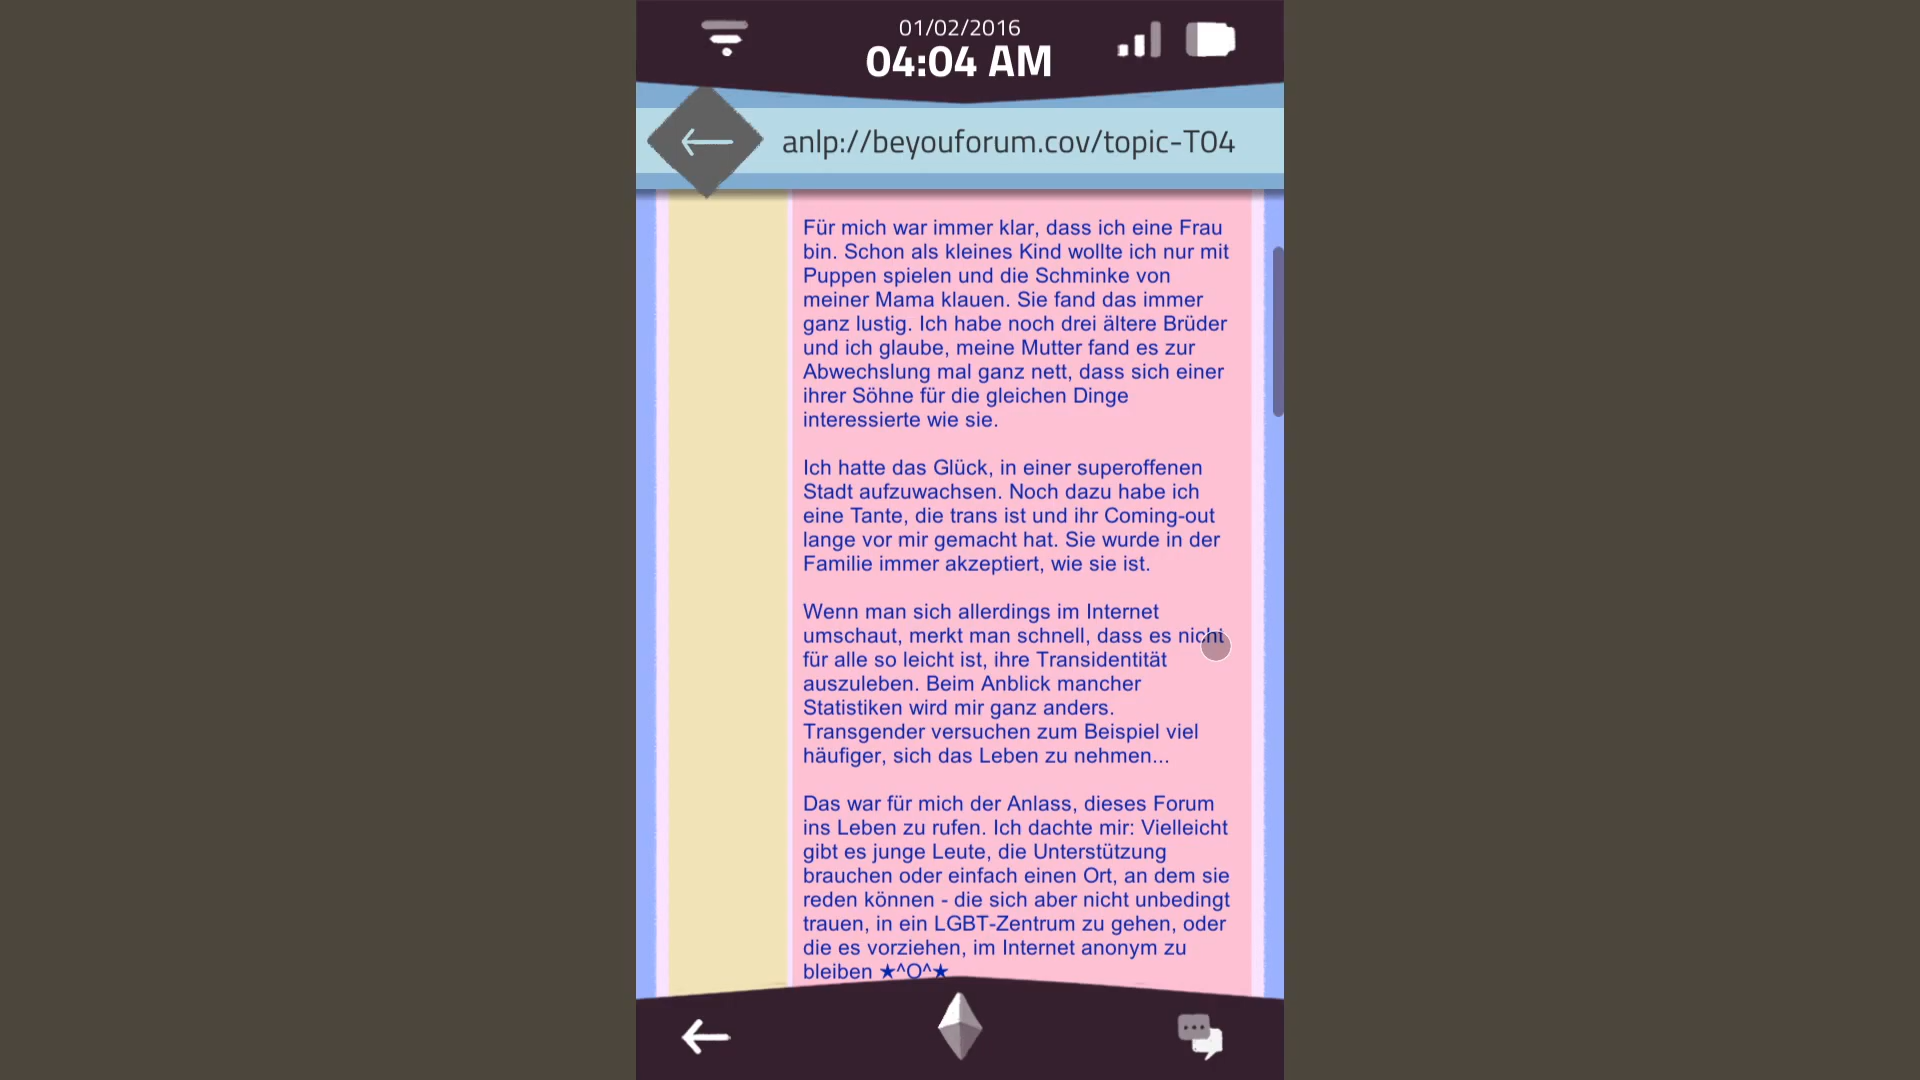 01/02/2016
04:04 AM
anlp://beyouforum.cov/topic-T04
Für mich war immer klar, dass ich eine Frau
bin. Schon als kleines Kind wollte ich nur mit
Puppen spielen und die Schminke von
meiner Mama klauen. Sie fand das immer
ganz lustig. Ich habe noch drei ältere Brüder
und ich glaube, meine Mutter fand es zur
Abwechslung mal ganz nett, dass sich einer
ihrer Söhne für die gleichen Dinge
interessierte wie sie.
Ich hatte das Glück, in einer superoffenen
Stadt aufzuwachsen. Noch dazu habe ich
eine Tante, die trans ist und ihr Coming-out
lange vor mir gemacht hat. Sie wurde in der
Familie immer akzeptiert, wie sie ist.
Wenn man sich allerdings im Internet
umschaut, merkt man schnell, dass es nicht
für alle so leicht ist, ihre Transidentität
auszuleben. Beim Anblick mancher
Statistiken wird mir ganz anders.
Transgender versuchen zum Beispiel viel
häufiger, sich das Leben zu nehmen...
Das war für mich der Anlass, dieses Forum
ins Leben zu rufen. Ich dachte mir: Vielleicht
gibt es junge Leute, die Unterstützung
brauchen oder einfach einen Ort, an dem sie
reden können - die sich aber nicht unbedingt
trauen, in ein LGBT-Zentrum zu gehen, oder
die es vorziehen, im Internet anonym zu
bleiben ★^O^★